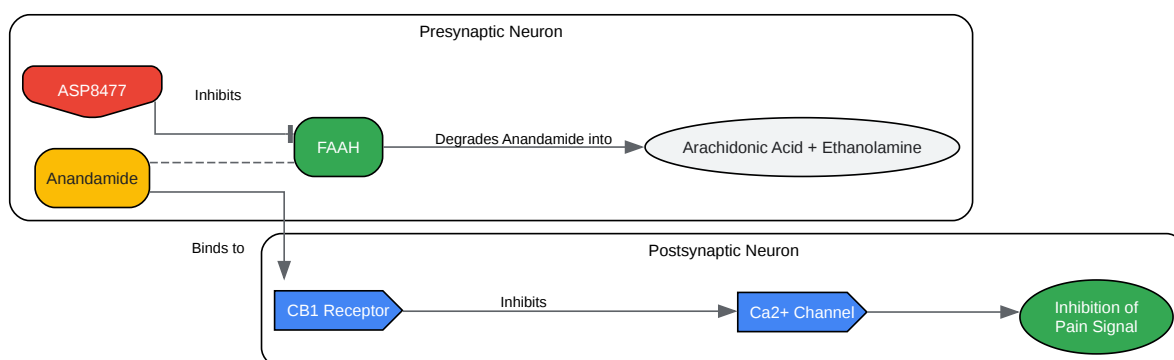 Presynaptic Neuron
ASP8477
Inhibits
FAAH
Degrades Anandamide into
Arachidonic Acid + Ethanolamine
Anandamide
Binds to
Postsynaptic Neuron
CB1 Receptor
Inhibits
Ca2+ Channel
Inhibition of
Pain Signal